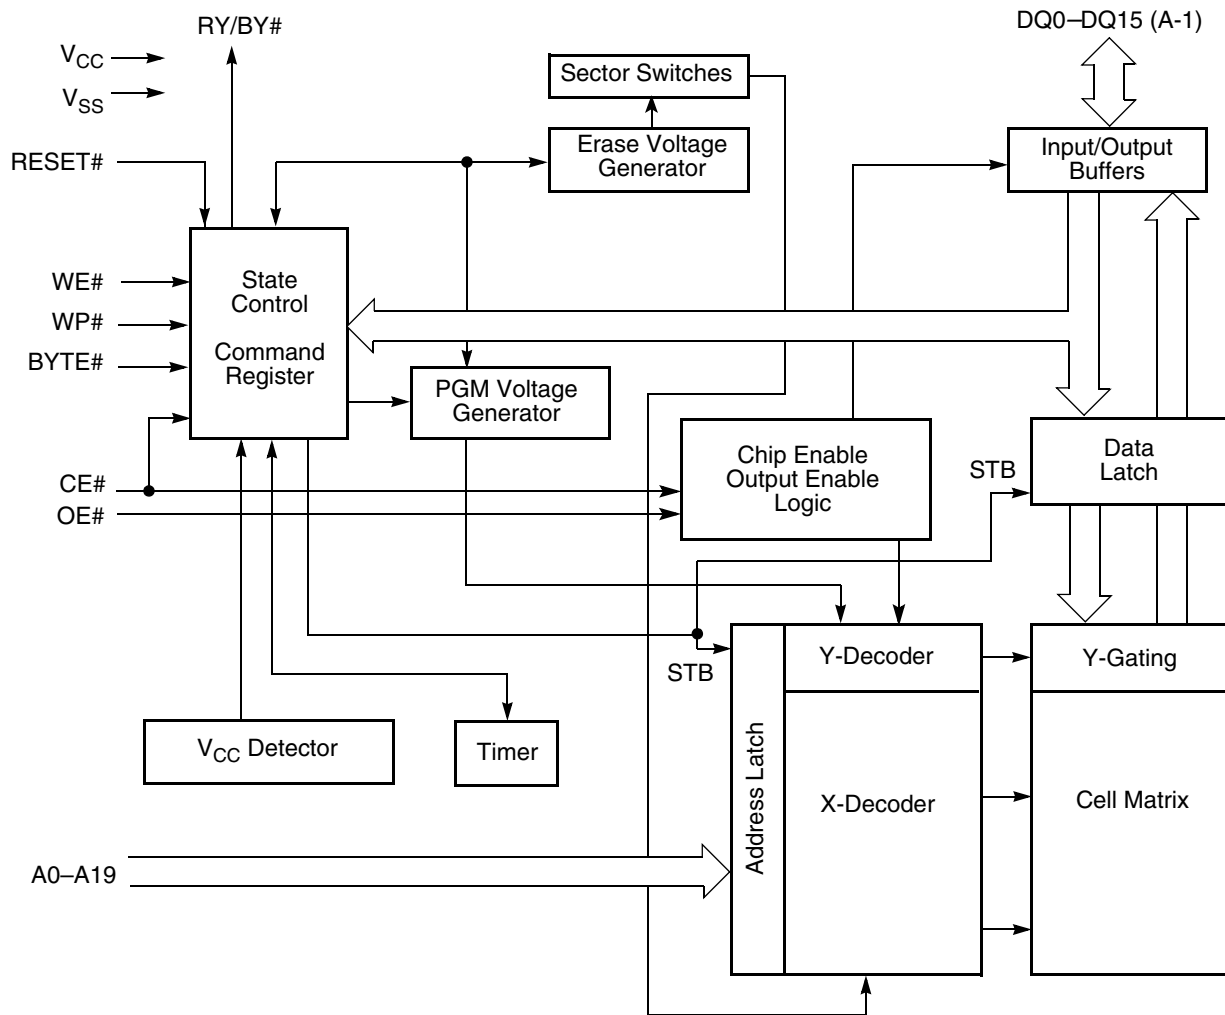 RY/BY#
DQ0–DQ15 (A-1)
VCC
VSS
Sector Switches
Erase Voltage
Generator
Input/Output
Buffers
RESET#
WE#
WP#
BYTE#
State
Control
Command
Register
PGM Voltage
Generator
CE#
OE#
Chip Enable
Output Enable
Logic
STB
Data
Latch
STB
Y-Decoder
Y-Gating
VCC Detector
Timer
Address Latch
X-Decoder
Cell Matrix
A0–A19